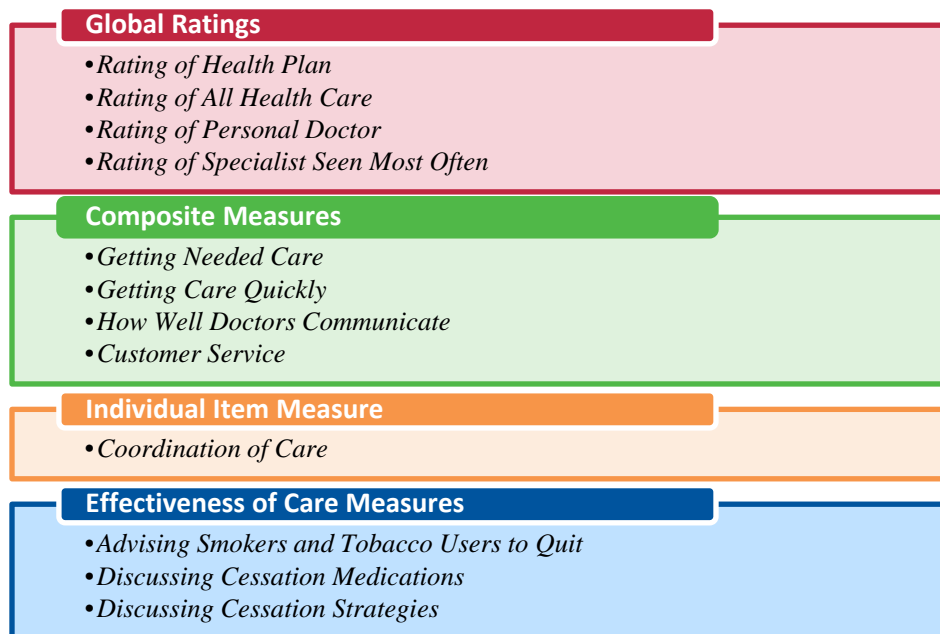 Global Ratings
•Rating of Health Plan
•Rating of All Health Care
•Rating of Personal Doctor
•Rating of Specialist Seen Most Often
Composite Measures
•Getting Needed Care
•Getting Care Quickly
•How Well Doctors Communicate
•Customer Service
Individual Item Measure
•Coordination of Care
Effectiveness of Care Measures
•Advising Smokers and Tobacco Users to Quit
•Discussing Cessation Medications
•Discussing Cessation Strategies